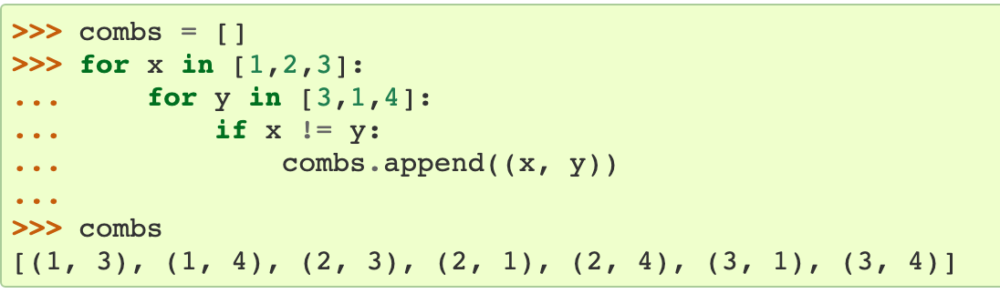 >>> combs = []
>>> for x in [1,2,3]:
...     for y in [3,1,4]:
...         if x != y:
...             combs.append((x, y))
...
>>> combs
[(1, 3), (1, 4), (2, 3), (2, 1), (2, 4), (3, 1), (3, 4)]